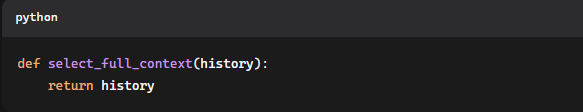 python
def select_full_context(history):
    return history